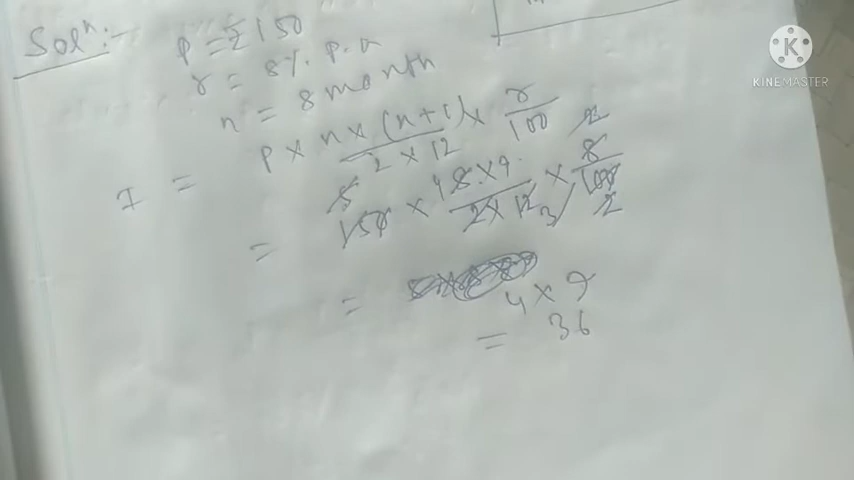 Solⁿ:-
P = ₹ 150
r = 8% p.a
n = 8 month
I = P × n × (n+1) / 2 × 12 × r / 100
= 150 × 8 × 9 / 2 × 12 × 8 / 100
= 4 × 9
= 36
K
KINEMASTER